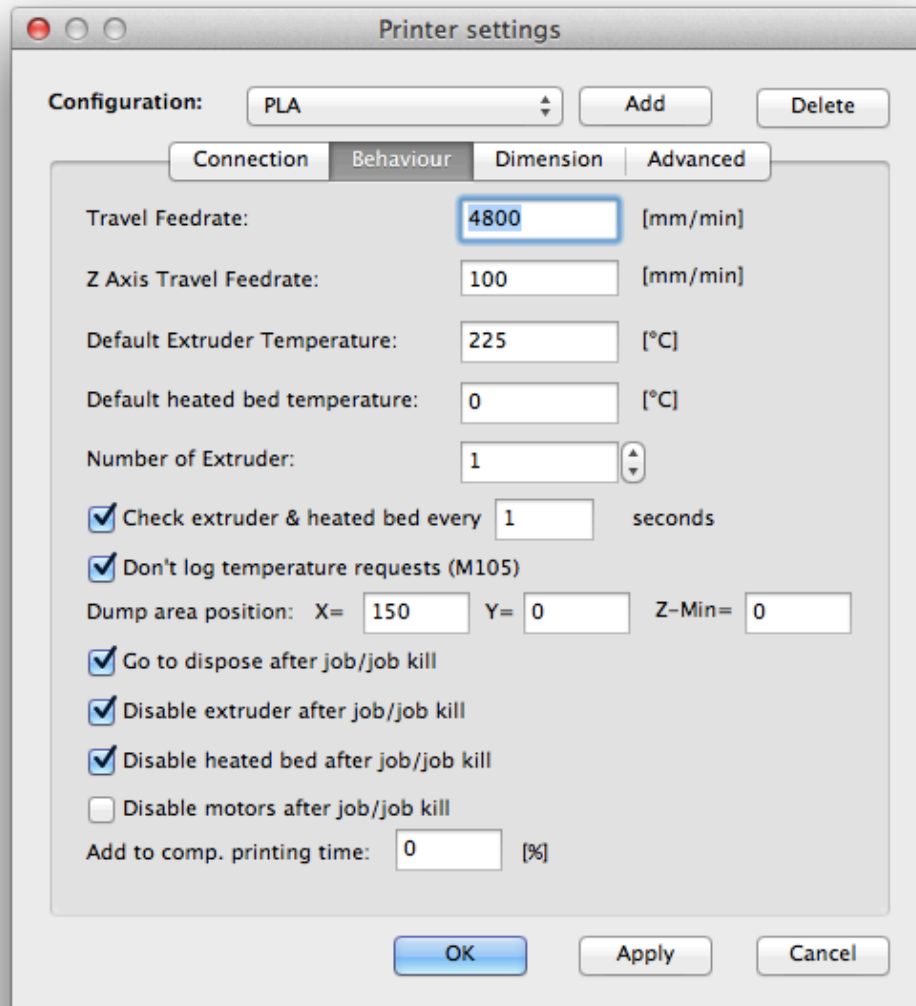 Printer settings
Configuration: PLA Add Delete
Connection Behaviour Dimension Advanced
Travel Feedrate: 4800 [mm/min]
Z Axis Travel Feedrate: 100 [mm/min]
Default Extruder Temperature: 225 [°C]
Default heated bed temperature: 0 [°C]
Number of Extruder: 1
Check extruder & heated bed every 1 seconds
Don't log temperature requests (M105)
Dump area position: X= 150 Y= 0 Z-Min= 0
Go to dispose after job/job kill
Disable extruder after job/job kill
Disable heated bed after job/job kill
Disable motors after job/job kill
Add to comp. printing time: 0 [%]
OK Apply Cancel